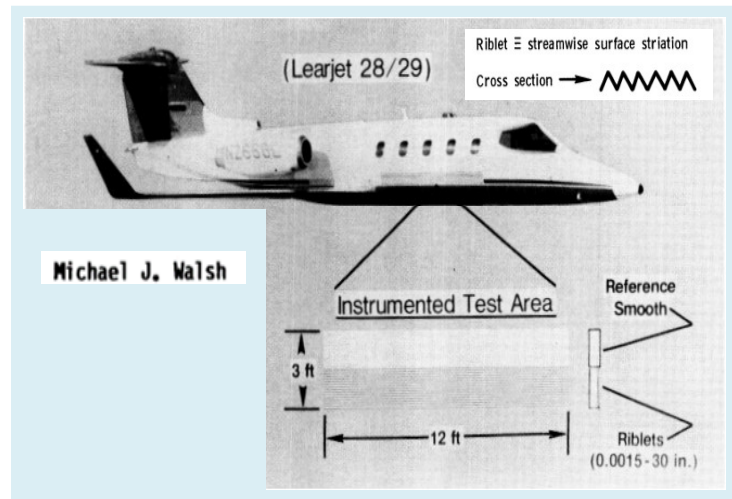 (Learjet 28/29)
Riblet Ξ streamwise surface striation
Cross section
Michael J. Walsh
Instrumented Test Area
Reference
Smooth
3 ft
12 ft
Riblets
(0.0015-30 in.)